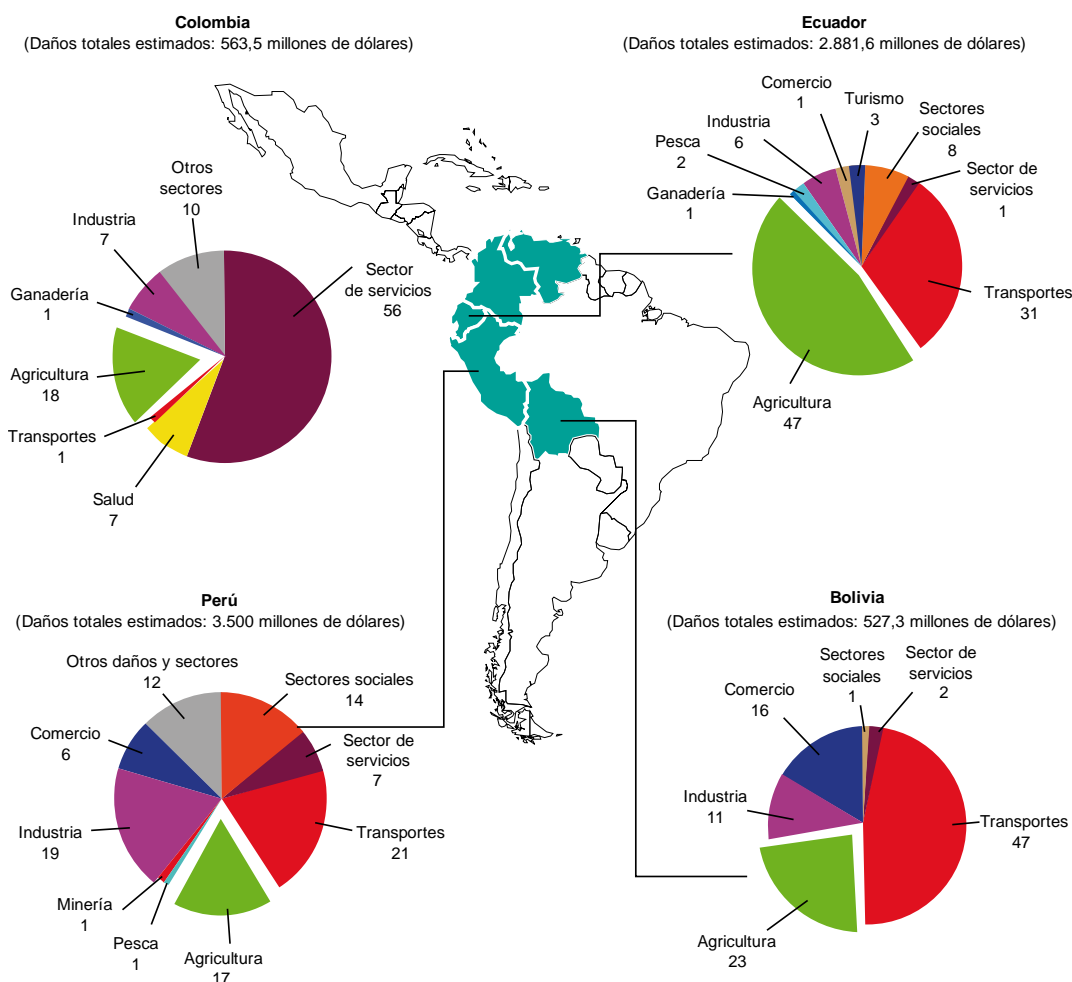 Colombia
(Daños totales estimados: 563,5 millones de dólares)
Otros
sectores
10
Industria
7
Ganadería
1
Agricultura
18
Transportes
1
Salud
7
Sector
de servicios
56
Ecuador
(Daños totales estimados: 2.881,6 millones de dólares)
Comercio
1
Turismo
3
Industria
6
Sectores
sociales
8
Pesca
2
Sector de
servicios
1
Ganadería
1
Transportes
31
Agricultura
47
Perú
(Daños totales estimados: 3.500 millones de dólares)
Otros daños y sectores
12
Sectores sociales
14
Comercio
6
Sector de
servicios
7
Industria
19
Transportes
21
Minería
1
Pesca
1
Agricultura
17
Bolivia
(Daños totales estimados: 527,3 millones de dólares)
Sectores
sociales
1
Sector de
servicios
2
Comercio
16
Industria
11
Transportes
47
Agricultura
23